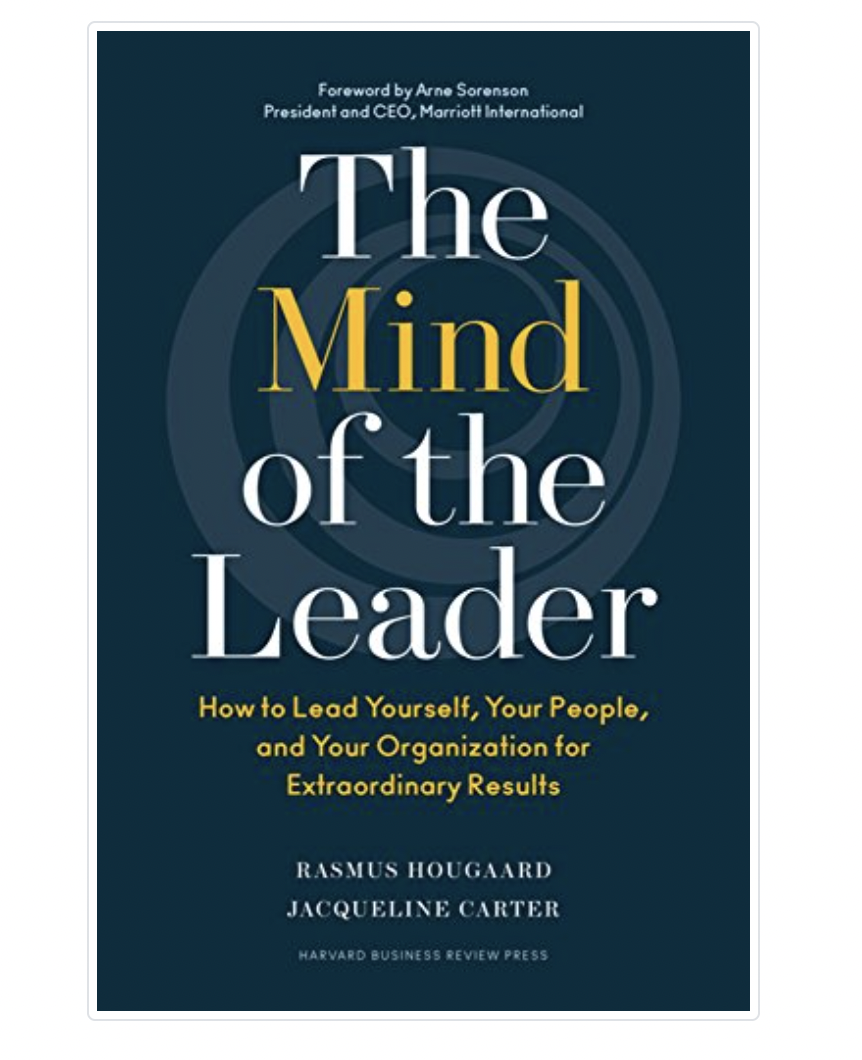 Foreword by Arne Sorenson
President and CEO, Marriott International
The
Mind
of the
Leader
How to Lead Yourself, Your People,
and Your Organization for
Extraordinary Results
RASMUS HOUGAARD
JACQUELINE CARTER
HARVARD BUSINESS REVIEW PRESS